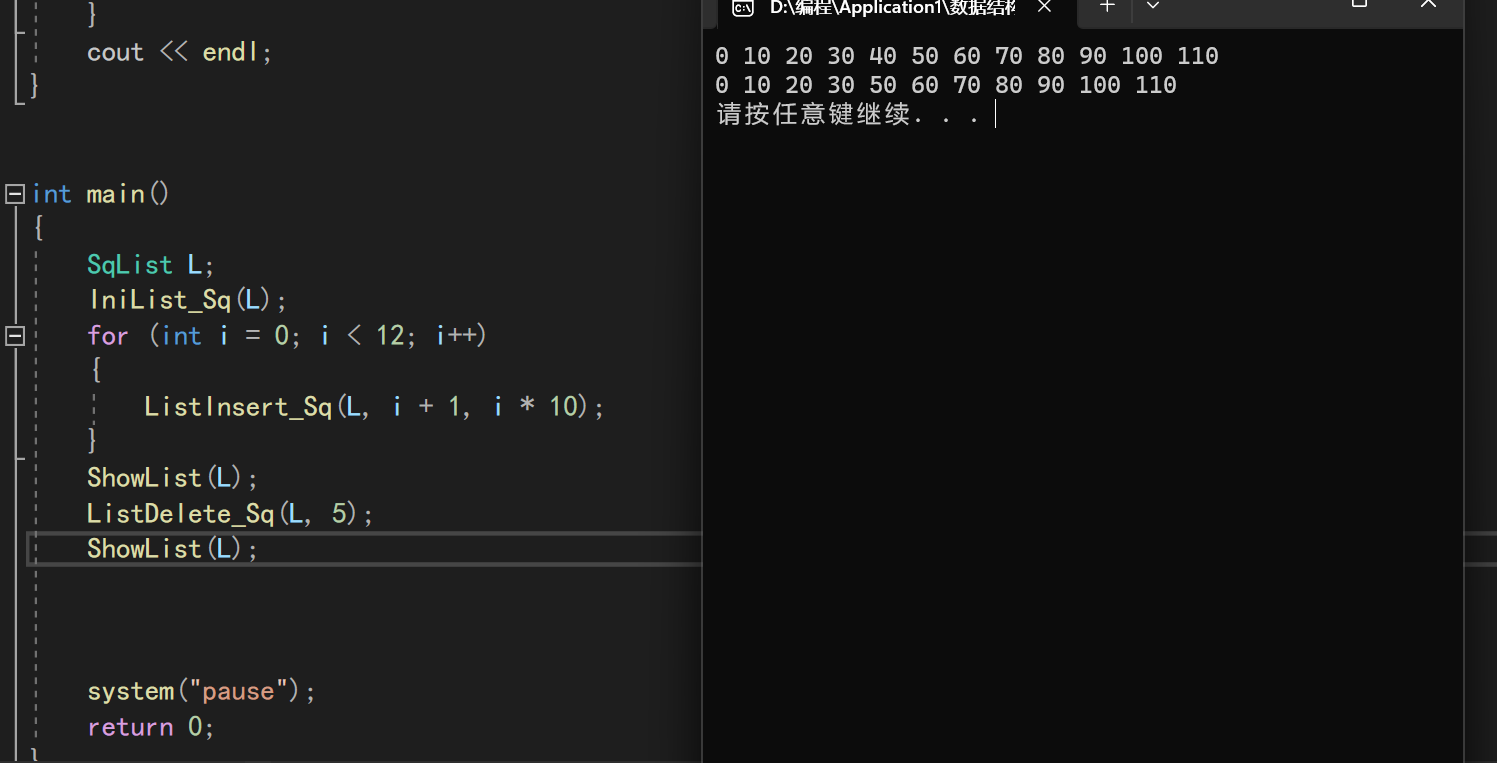 }
cout << endl;
}
int main()
{
SqList L;
IniList_Sq(L);
for (int i = 0; i < 12; i++)
{
ListInsert_Sq(L, i + 1, i * 10);
}
ShowList(L);
ListDelete_Sq(L, 5);
ShowList(L);
system("pause");
return 0;
}
D:\编程\Application1\数据结构
0 10 20 30 40 50 60 70 80 90 100 110
0 10 20 30 50 60 70 80 90 100 110
请按任意键继续. . .